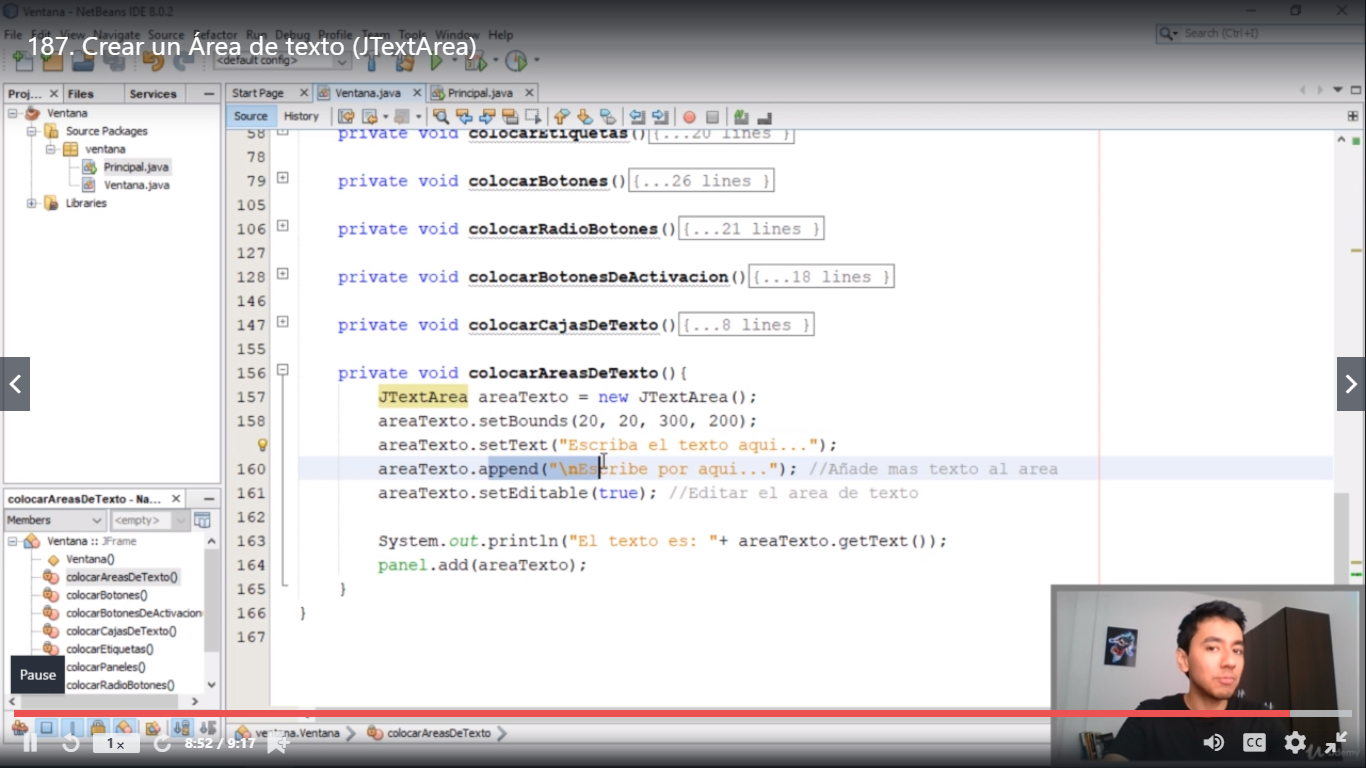 Ventana - NetBeans IDE 8.0.2
File Edit View Navigate Source Refactor Run Debug Profile Team Tools Window Help
Search (Ctrl+I)
187. Crear un Área de texto (JTextArea)
<default config>
Proj... Files Services
Start Page Ventana.java Principal.java
Source History
Ventana
Source Packages
ventana
Principal.java
Ventana.java
Libraries
58 private void colocarEtiquetas(){...20 lines }
78
79 private void colocarBotones(){...26 lines }
105
106 private void colocarRadioBotones(){...21 lines }
127
128 private void colocarBotonesDeActivacion(){...18 lines }
146
147 private void colocarCajasDeTexto(){...8 lines }
155
156 private void colocarAreasDeTexto(){
157 JTextArea areaTexto = new JTextArea();
158 areaTexto.setBounds(20, 20, 300, 200);
areaTexto.setText("Escriba el texto aqui...");
160 areaTexto.append("\nEscribe por aqui..."); //Añade mas texto al area
161 areaTexto.setEditable(true); //Editar el area de texto
162
163 System.out.println("El texto es: "+ areaTexto.getText());
164 panel.add(areaTexto);
165 }
166 }
167
colocarAreasDeTexto - Na...
Members <empty>
Ventana :: JFrame
Ventana()
colocarAreasDeTexto()
colocarBotones()
colocarBotonesDeActivacion
colocarCajasDeTexto()
colocarEtiquetas()
colocarPaneles()
colocarRadioBotones()
Pause
ventana.Ventana colocarAreasDeTexto
1x 8:52 / 9:17
CC
Udemy